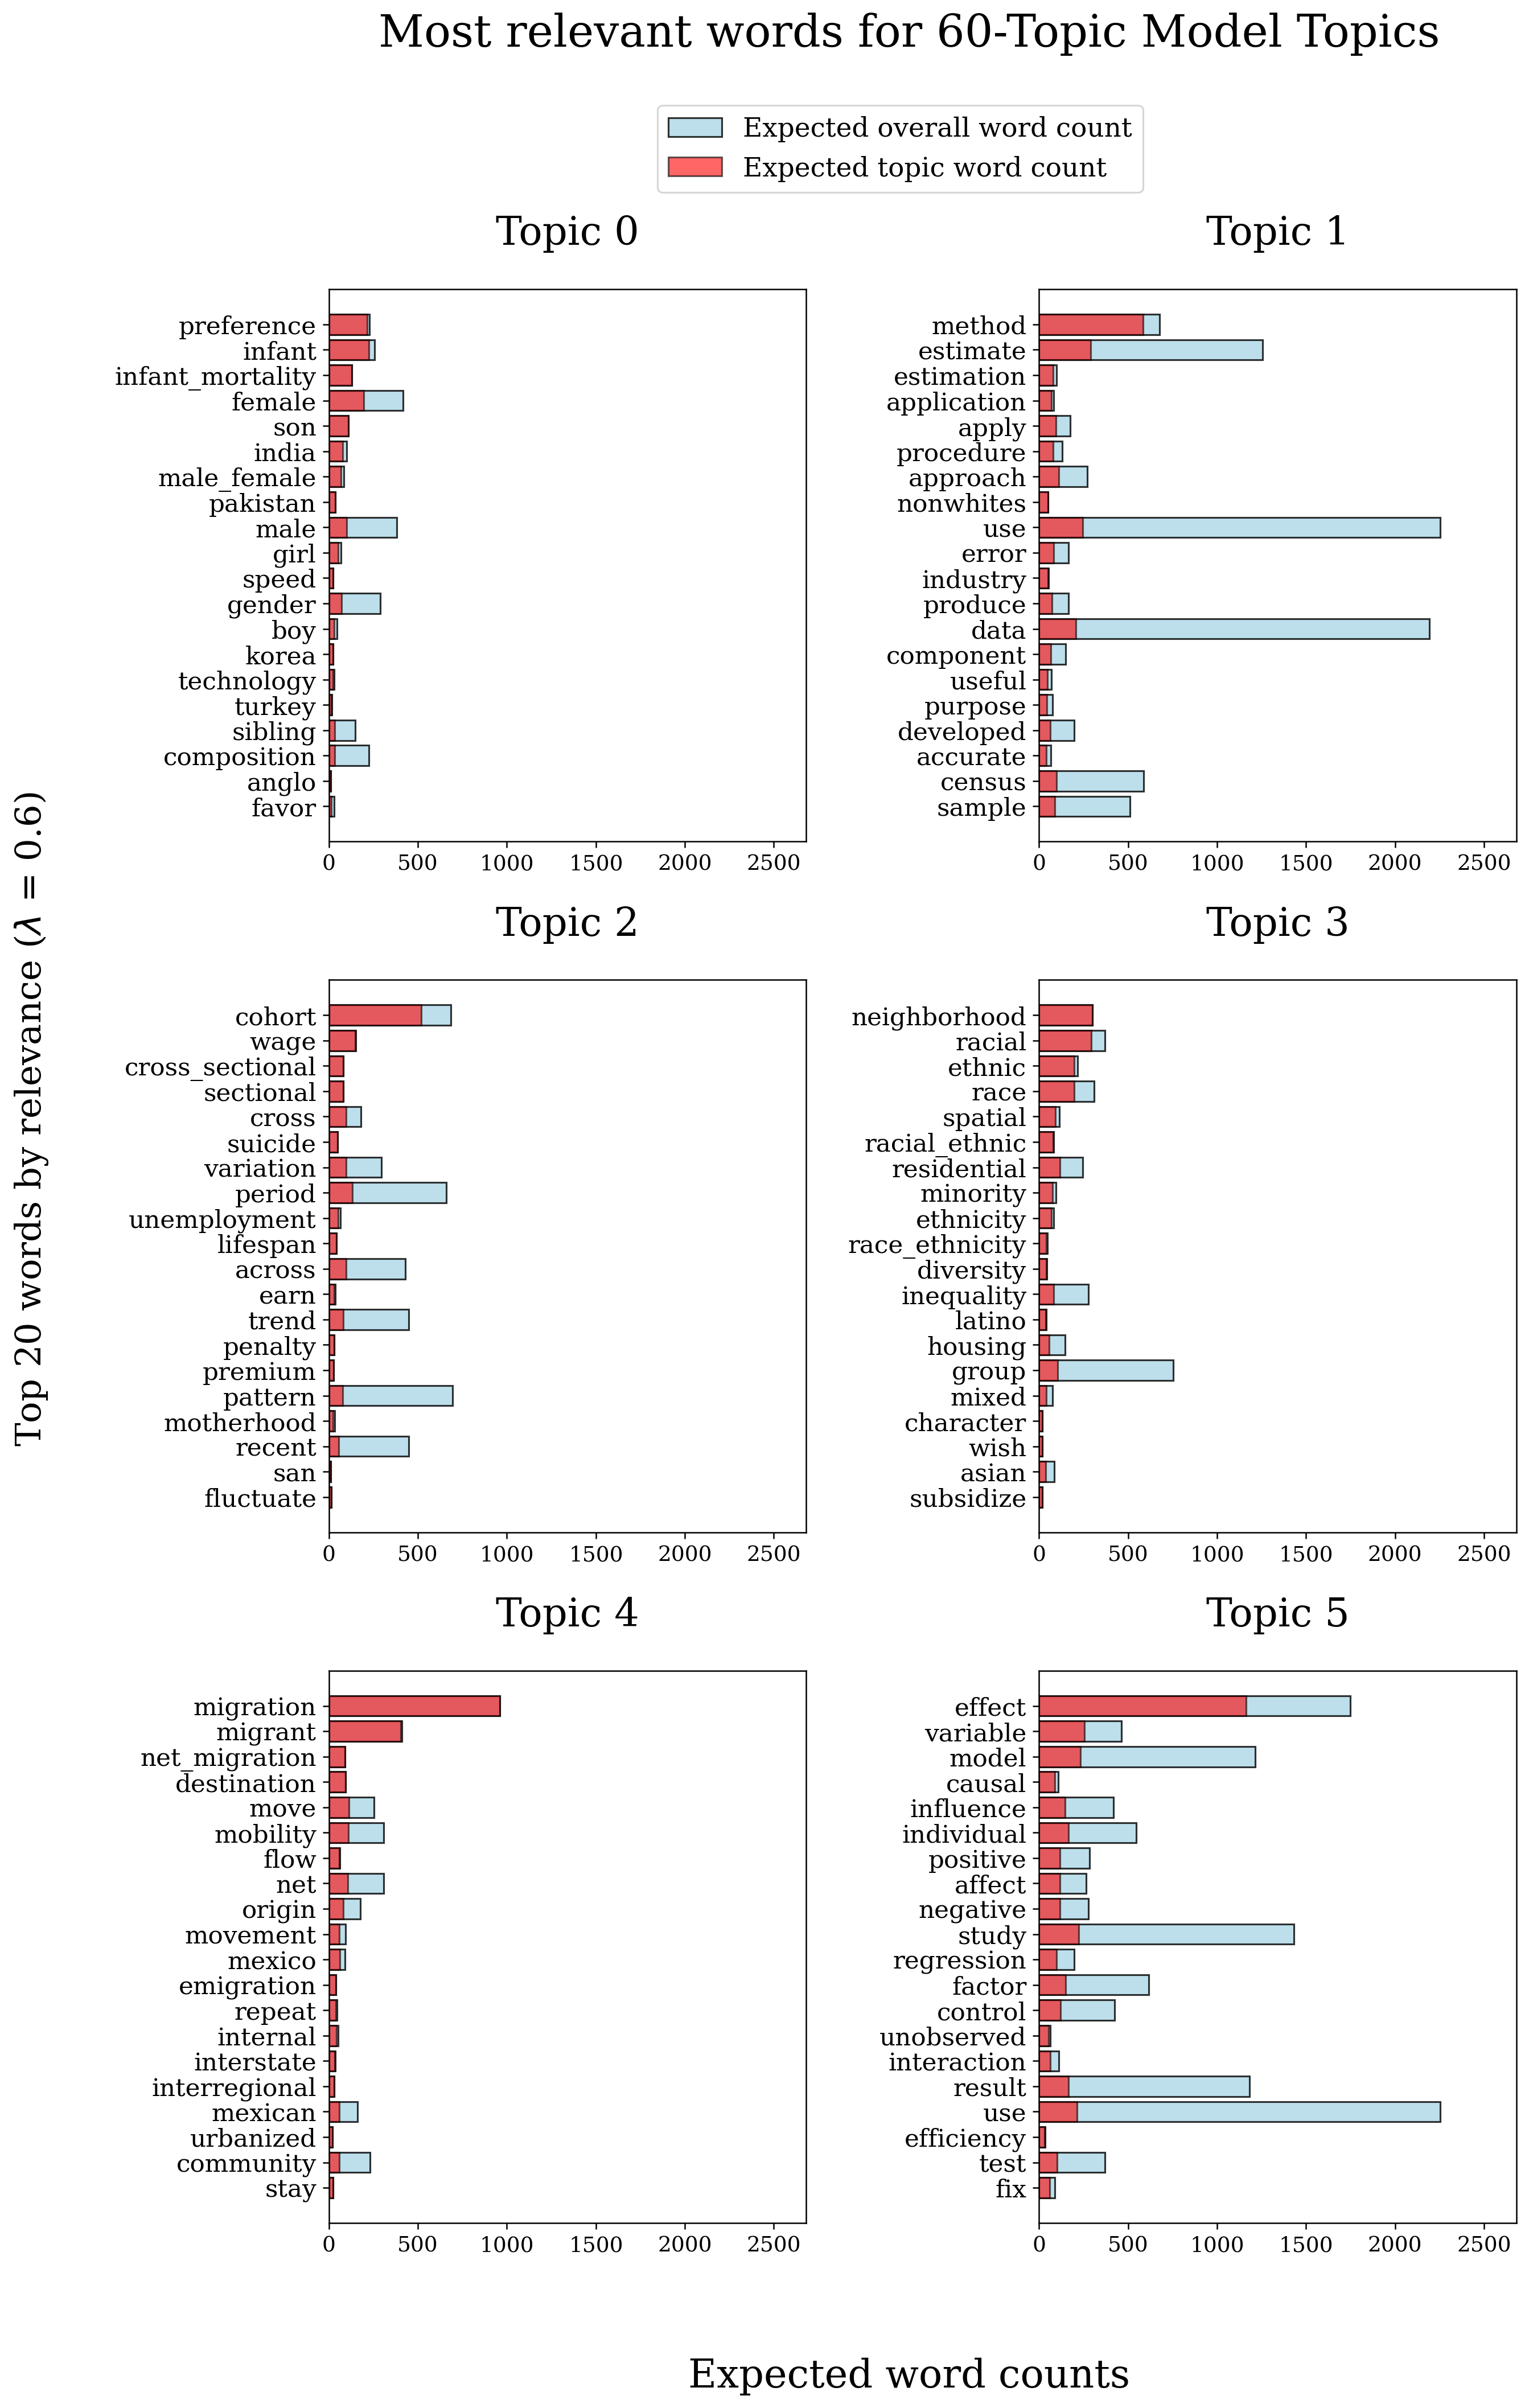 Most relevant words for 60-Topic Model Topics
Expected overall word count
Expected topic word count
Top 20 words by relevance (λ = 0.6)
Topic 0
preference
infant
infant_mortality
female
son
india
male_female
pakistan
male
girl
speed
gender
boy
korea
technology
turkey
sibling
composition
anglo
favor
0 500 1000 1500 2000 2500
Topic 1
method
estimate
estimation
application
apply
procedure
approach
nonwhites
use
error
industry
produce
data
component
useful
purpose
developed
accurate
census
sample
0 500 1000 1500 2000 2500
Topic 2
cohort
wage
cross_sectional
sectional
cross
suicide
variation
period
unemployment
lifespan
across
earn
trend
penalty
premium
pattern
motherhood
recent
san
fluctuate
0 500 1000 1500 2000 2500
Topic 3
neighborhood
racial
ethnic
race
spatial
racial_ethnic
residential
minority
ethnicity
race_ethnicity
diversity
inequality
latino
housing
group
mixed
character
wish
asian
subsidize
0 500 1000 1500 2000 2500
Topic 4
migration
migrant
net_migration
destination
move
mobility
flow
net
origin
movement
mexico
emigration
repeat
internal
interstate
interregional
mexican
urbanized
community
stay
0 500 1000 1500 2000 2500
Topic 5
effect
variable
model
causal
influence
individual
positive
affect
negative
study
regression
factor
control
unobserved
interaction
result
use
efficiency
test
fix
0 500 1000 1500 2000 2500
Expected word counts